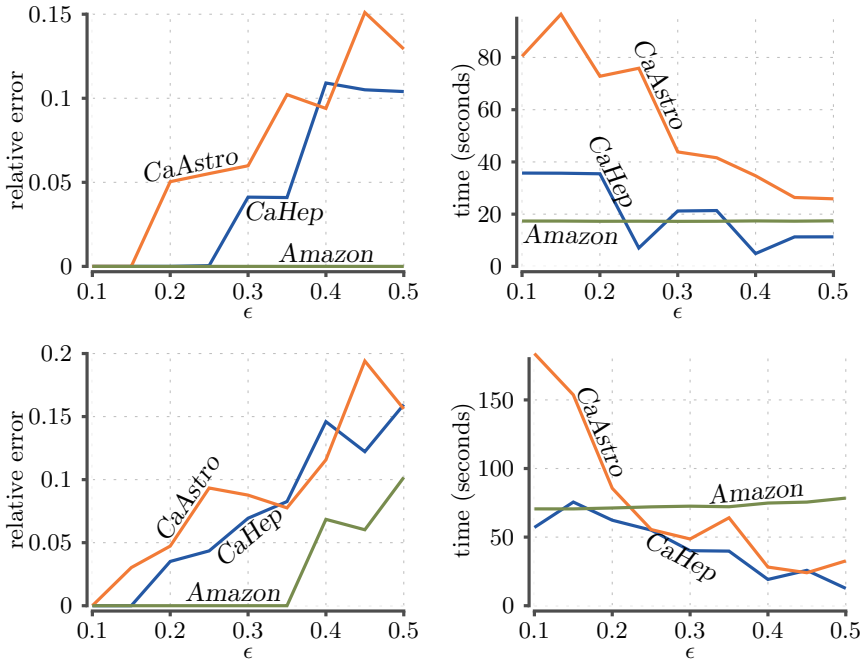 relative error
0.15
0.1
0.05
0
CaAstro
CaHep
Amazon
0.1 0.2 0.3 0.4 0.5
ϵ
time (seconds)
80
60
40
20
0
CaAstro
CaHep
Amazon
0.1 0.2 0.3 0.4 0.5
ϵ
relative error
0.2
0.15
0.1
0.05
0
CaAstro
CaHep
Amazon
0.1 0.2 0.3 0.4 0.5
ϵ
time (seconds)
150
100
50
0
CaAstro
Amazon
CaHep
0.1 0.2 0.3 0.4 0.5
ϵ